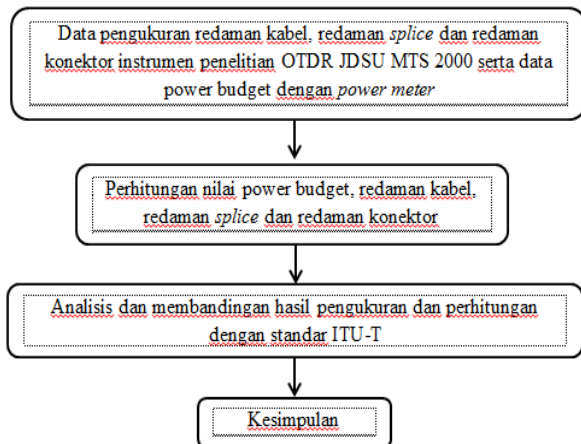 Data pengukuran redaman kabel, redaman splice dan redaman
konektor instrumen penelitian OTDR JDSU MTS 2000 serta data
power budget dengan power meter
Perhitungan nilai power budget, redaman kabel,
redaman splice dan redaman konektor
Analisis dan membandingan hasil pengukuran dan perhitungan
dengan standar ITU-T
Kesimpulan